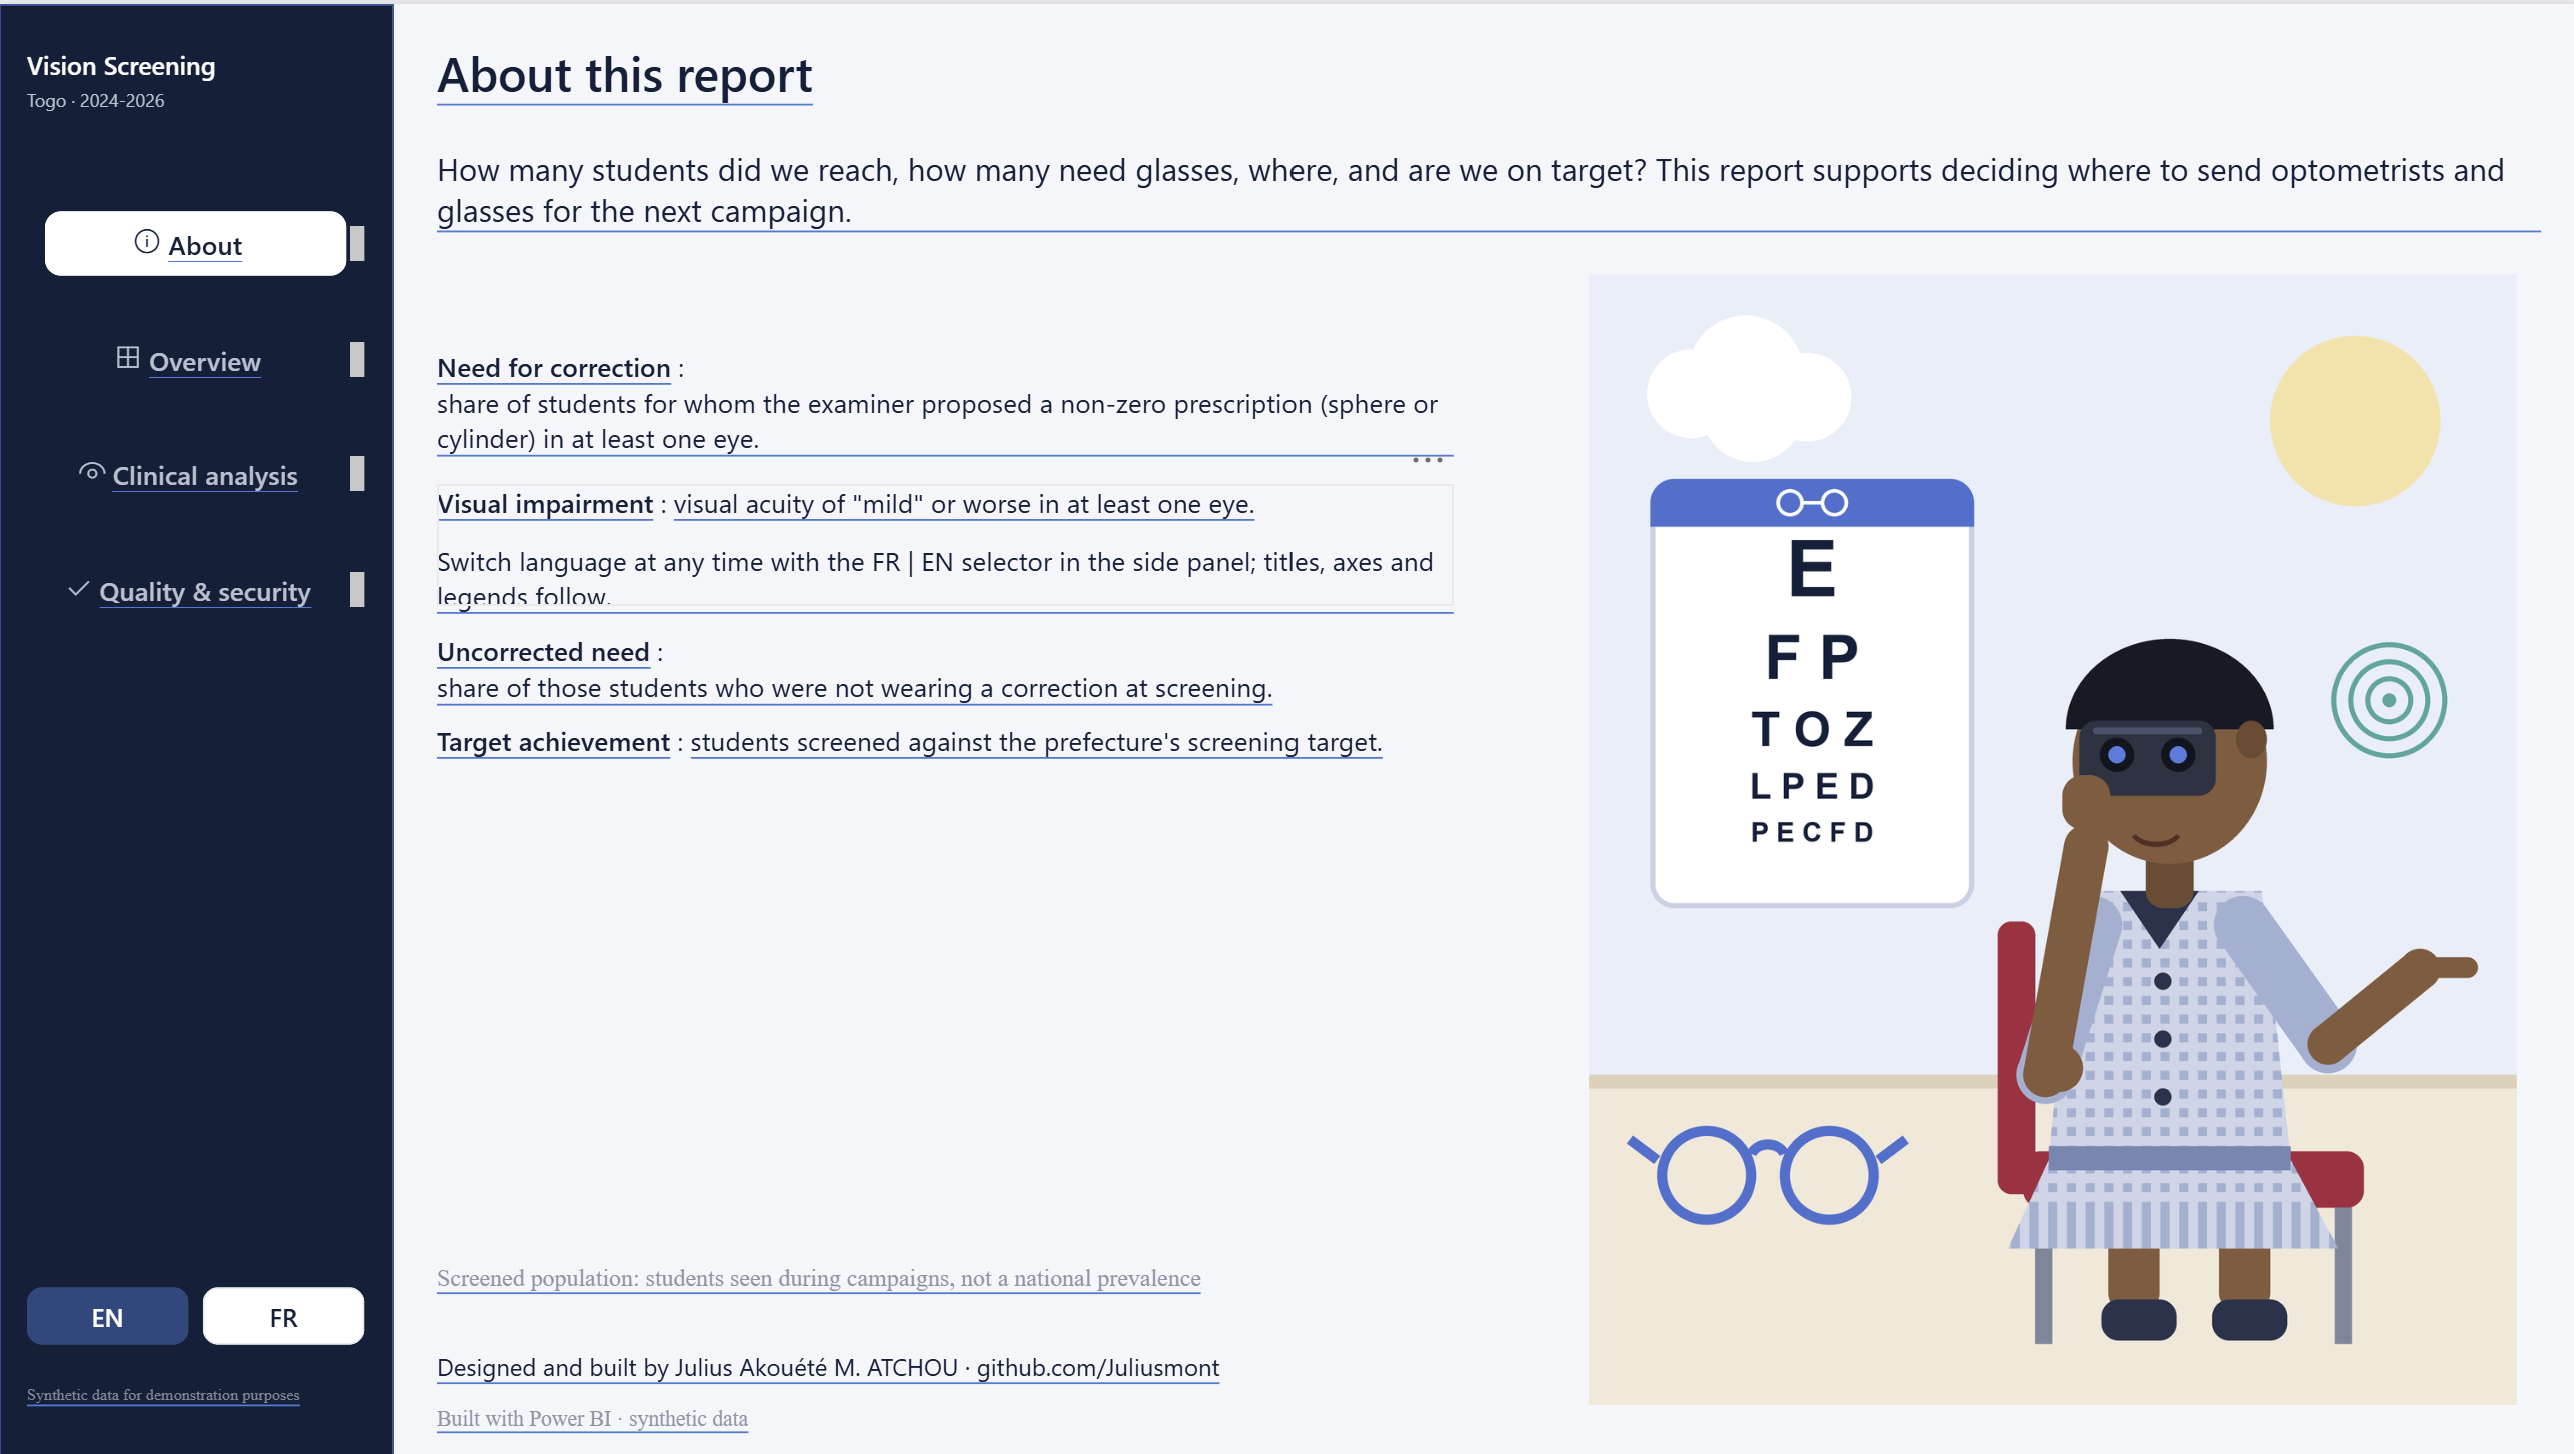 Vision Screening
Togo · 2024-2026
About
Overview
Clinical analysis
Quality & security
EN
FR
Synthetic data for demonstration purposes
About this report
How many students did we reach, how many need glasses, where, and are we on target? This report supports deciding where to send optometrists and
glasses for the next campaign.
Need for correction :
share of students for whom the examiner proposed a non-zero prescription (sphere or
cylinder) in at least one eye.
Visual impairment : visual acuity of "mild" or worse in at least one eye.
Switch language at any time with the FR | EN selector in the side panel; titles, axes and
legends follow.
Uncorrected need :
share of those students who were not wearing a correction at screening.
Target achievement : students screened against the prefecture's screening target.
Screened population: students seen during campaigns, not a national prevalence
Designed and built by Julius Akouété M. ATCHOU · github.com/Juliusmont
Built with Power BI · synthetic data
E
F P
T O Z
L P E D
P E C F D